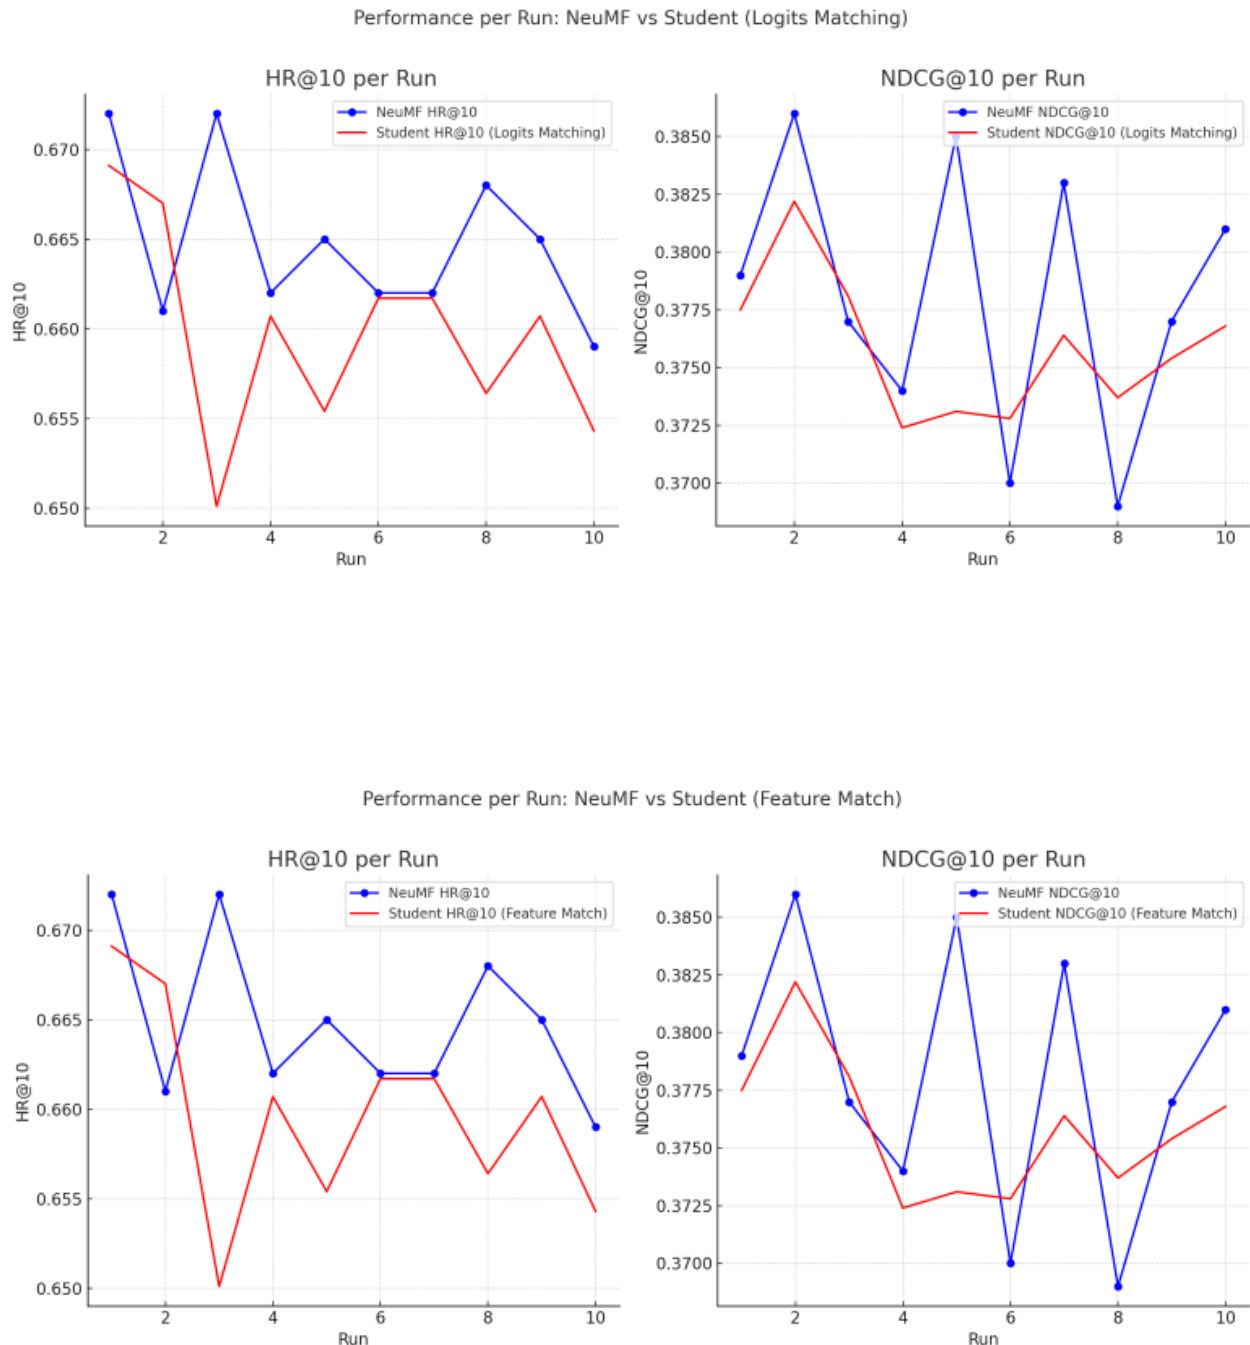 Performance per Run: NeuMF vs Student (Logits Matching)
HR@10 per Run
NeuMF HR@10
Student HR@10 (Logits Matching)
0.670
0.665
0.660
0.655
0.650
HR@10
2 4 6 8 10
Run
NDCG@10 per Run
NeuMF NDCG@10
Student NDCG@10 (Logits Matching)
0.3850
0.3825
0.3800
0.3775
0.3750
0.3725
0.3700
NDCG@10
2 4 6 8 10
Run
Performance per Run: NeuMF vs Student (Feature Match)
HR@10 per Run
NeuMF HR@10
Student HR@10 (Feature Match)
0.670
0.665
0.660
0.655
0.650
HR@10
2 4 6 8 10
Run
NDCG@10 per Run
NeuMF NDCG@10
Student NDCG@10 (Feature Match)
0.3850
0.3825
0.3800
0.3775
0.3750
0.3725
0.3700
NDCG@10
2 4 6 8 10
Run